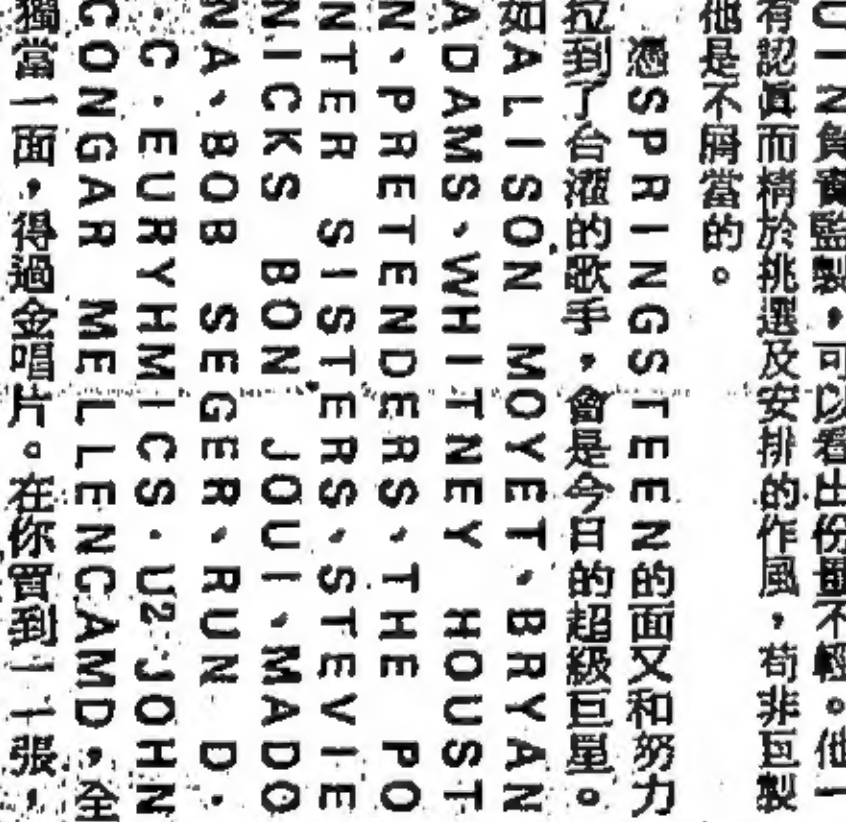 UIN負責監製，可以看出份量不輕。他一
有認眞而精於挑選及安排的作風，苟非巨製
他是不屑當的。
憑SPRINGSTEEN的面又和努力
拉到了台灌的歌手，會是今日的超級巨星。
如ALISON MOYET、BRYAN
ADAMS、WHITNEY HOUST
N、PRETENDERS、THE PO
NTER SISTERS、STEVIE
NICKS BON JOUI、MADO
NA、BOB SEGER、RUN D.
C.EURYHMICS.U².JOHN
CONGAR MELLENCAMD，全
獨當一面，得過金唱片。在你買到一一張，